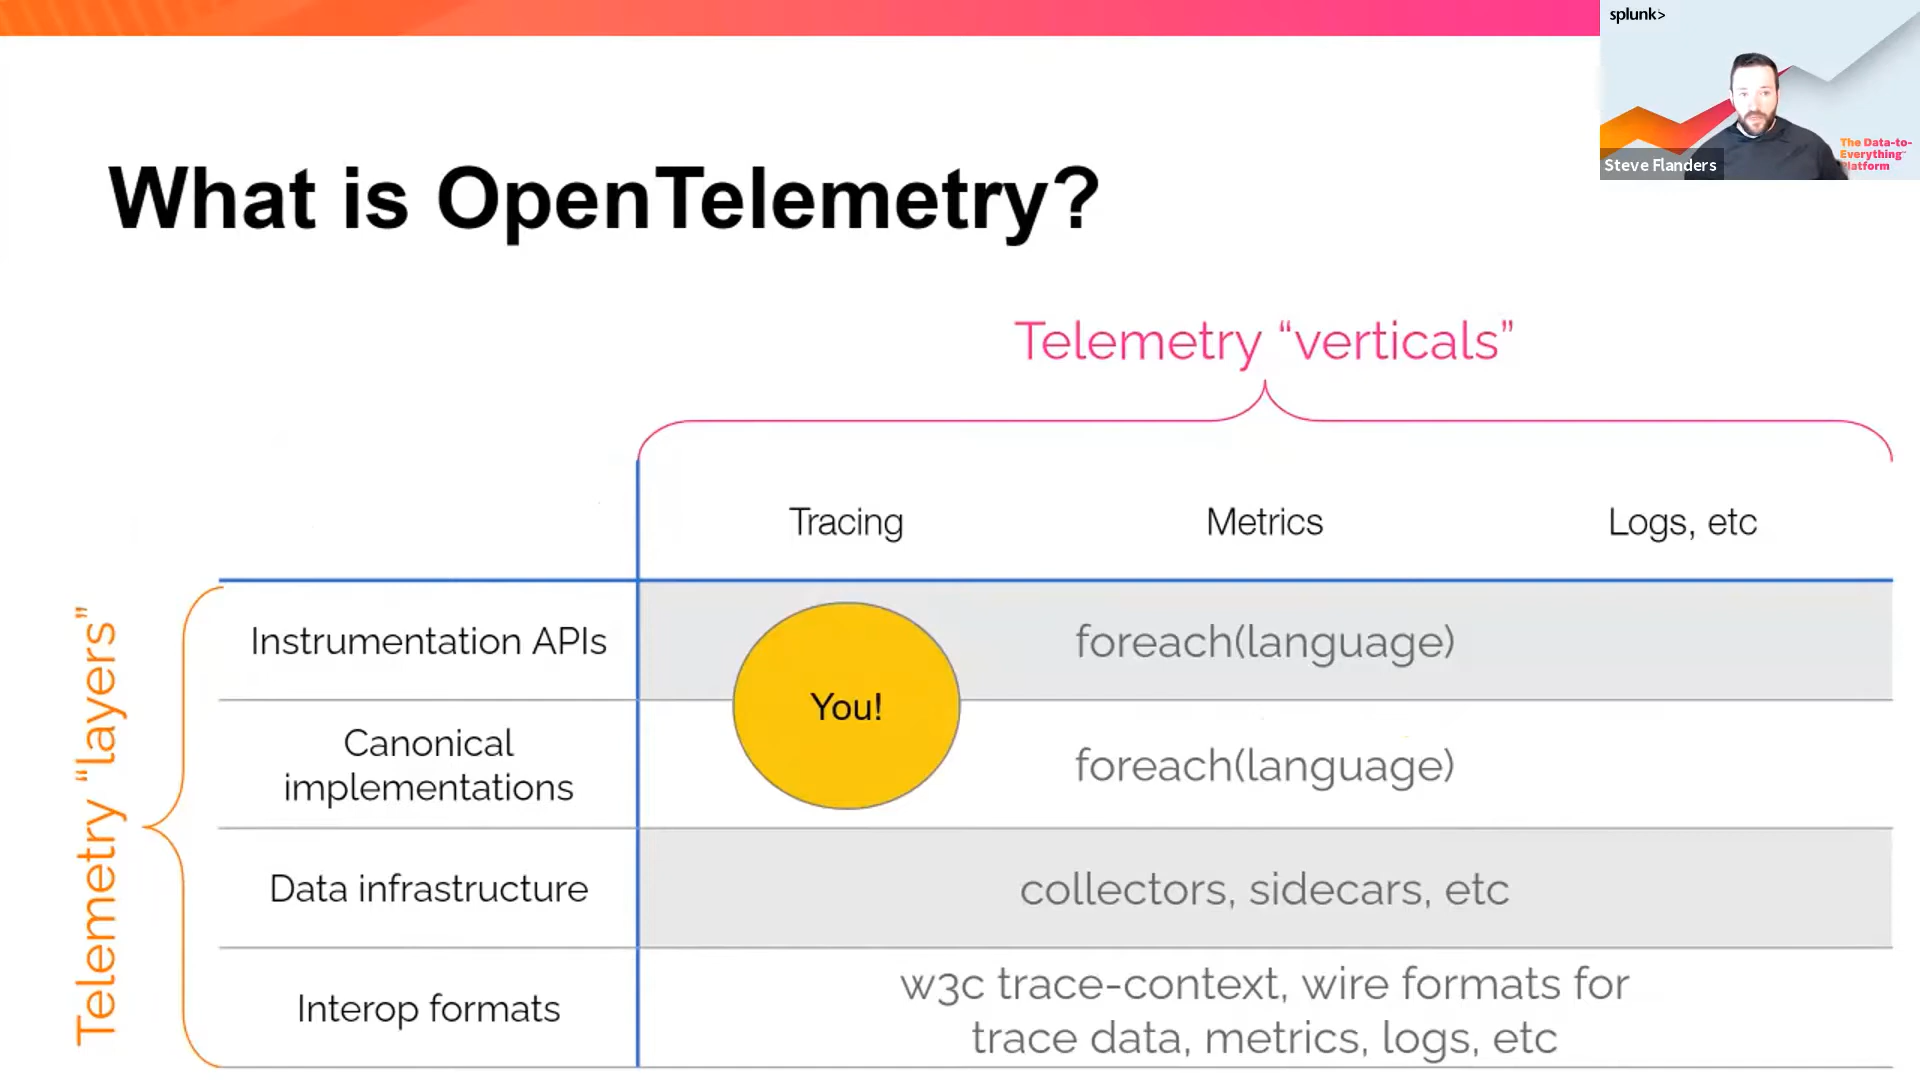 splunk>
The Data-to-
Everything™
Platform
Steve Flanders
What is OpenTelemetry?
Telemetry “verticals”
Tracing
Metrics
Logs, etc
Telemetry “layers”
Instrumentation APIs
foreach(language)
You!
Canonical
implementations
foreach(language)
Data infrastructure
collectors, sidecars, etc
Interop formats
w3c trace-context, wire formats for
trace data, metrics, logs, etc